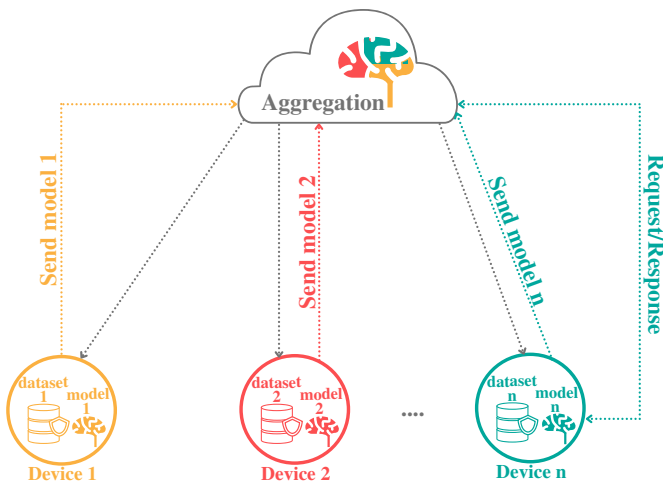 Aggregation
Send model 1
Send model 2
Send model n
Request/Response
dataset
1
model
1
Device 1
dataset
2
model
2
Device 2
....
dataset
n
model
n
Device n